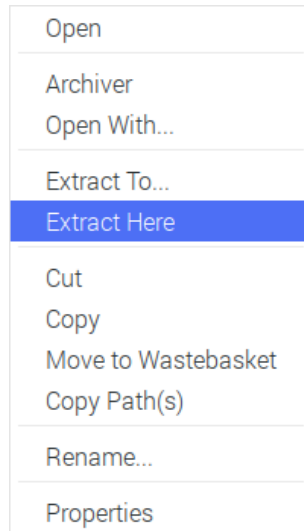 Open
Archiver
Open With...
Extract To...
Extract Here
Cut
Copy
Move to Wastebasket
Copy Path(s)
Rename...
Properties